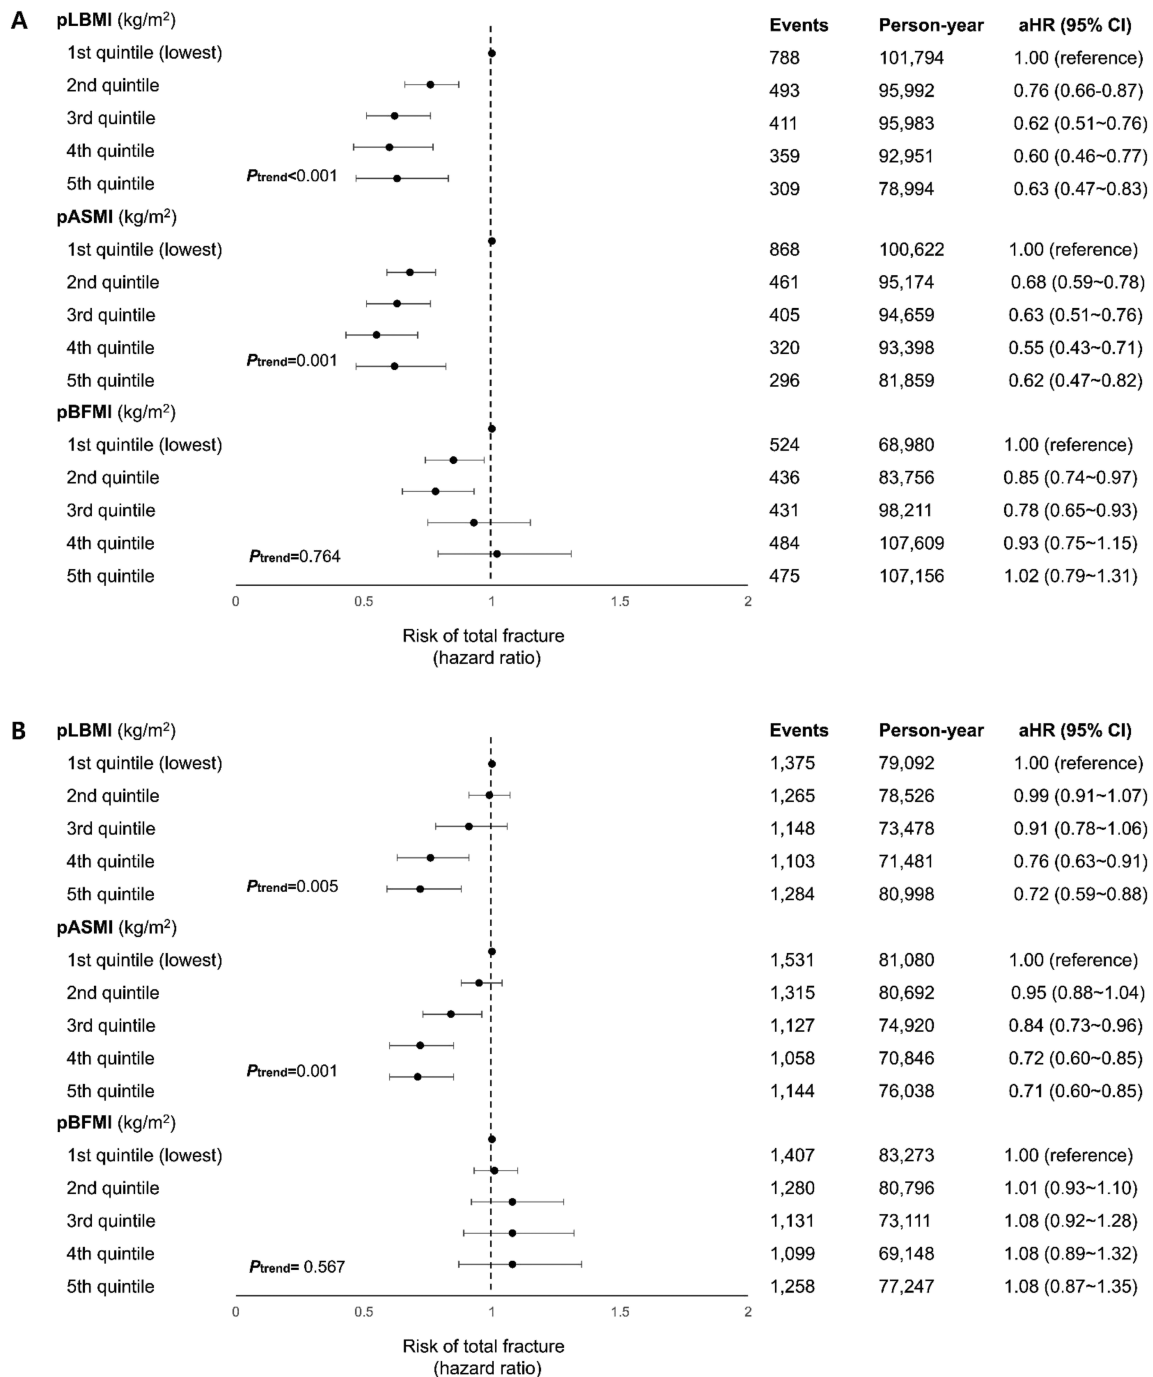 A
pLBMI (kg/m²)
Events Person-year aHR (95% CI)
1st quintile (lowest) 788 101,794 1.00 (reference)
2nd quintile 493 95,992 0.76 (0.66-0.87)
3rd quintile 411 95,983 0.62 (0.51~0.76)
4th quintile 359 92,951 0.60 (0.46~0.77)
Ptrend<0.001
5th quintile 309 78,994 0.63 (0.47~0.83)
pASMI (kg/m²)
1st quintile (lowest) 868 100,622 1.00 (reference)
2nd quintile 461 95,174 0.68 (0.59~0.78)
3rd quintile 405 94,659 0.63 (0.51~0.76)
4th quintile 320 93,398 0.55 (0.43~0.71)
Ptrend=0.001
5th quintile 296 81,859 0.62 (0.47~0.82)
pBFMI (kg/m²)
1st quintile (lowest) 524 68,980 1.00 (reference)
2nd quintile 436 83,756 0.85 (0.74~0.97)
3rd quintile 431 98,211 0.78 (0.65~0.93)
4th quintile 484 107,609 0.93 (0.75~1.15)
Ptrend=0.764
5th quintile 475 107,156 1.02 (0.79~1.31)
0 0.5 1 1.5 2
Risk of total fracture
(hazard ratio)
B
pLBMI (kg/m²) Events Person-year aHR (95% CI)
1st quintile (lowest) 1,375 79,092 1.00 (reference)
2nd quintile 1,265 78,526 0.99 (0.91~1.07)
3rd quintile 1,148 73,478 0.91 (0.78~1.06)
4th quintile 1,103 71,481 0.76 (0.63~0.91)
Ptrend=0.005
5th quintile 1,284 80,998 0.72 (0.59~0.88)
pASMI (kg/m²)
1st quintile (lowest) 1,531 81,080 1.00 (reference)
2nd quintile 1,315 80,692 0.95 (0.88~1.04)
3rd quintile 1,127 74,920 0.84 (0.73~0.96)
4th quintile 1,058 70,846 0.72 (0.60~0.85)
Ptrend=0.001
5th quintile 1,144 76,038 0.71 (0.60~0.85)
pBFMI (kg/m²)
1st quintile (lowest) 1,407 83,273 1.00 (reference)
2nd quintile 1,280 80,796 1.01 (0.93~1.10)
3rd quintile 1,131 73,111 1.08 (0.92~1.28)
4th quintile 1,099 69,148 1.08 (0.89~1.32)
Ptrend= 0.567
5th quintile 1,258 77,247 1.08 (0.87~1.35)
0 0.5 1 1.5 2
Risk of total fracture
(hazard ratio)